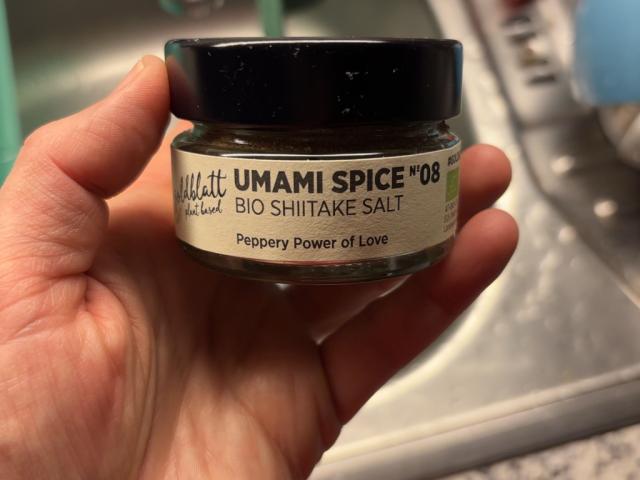 plant based
UMAMI SPICE N°08
BIO SHIITAKE SALT
Peppery Power of Love